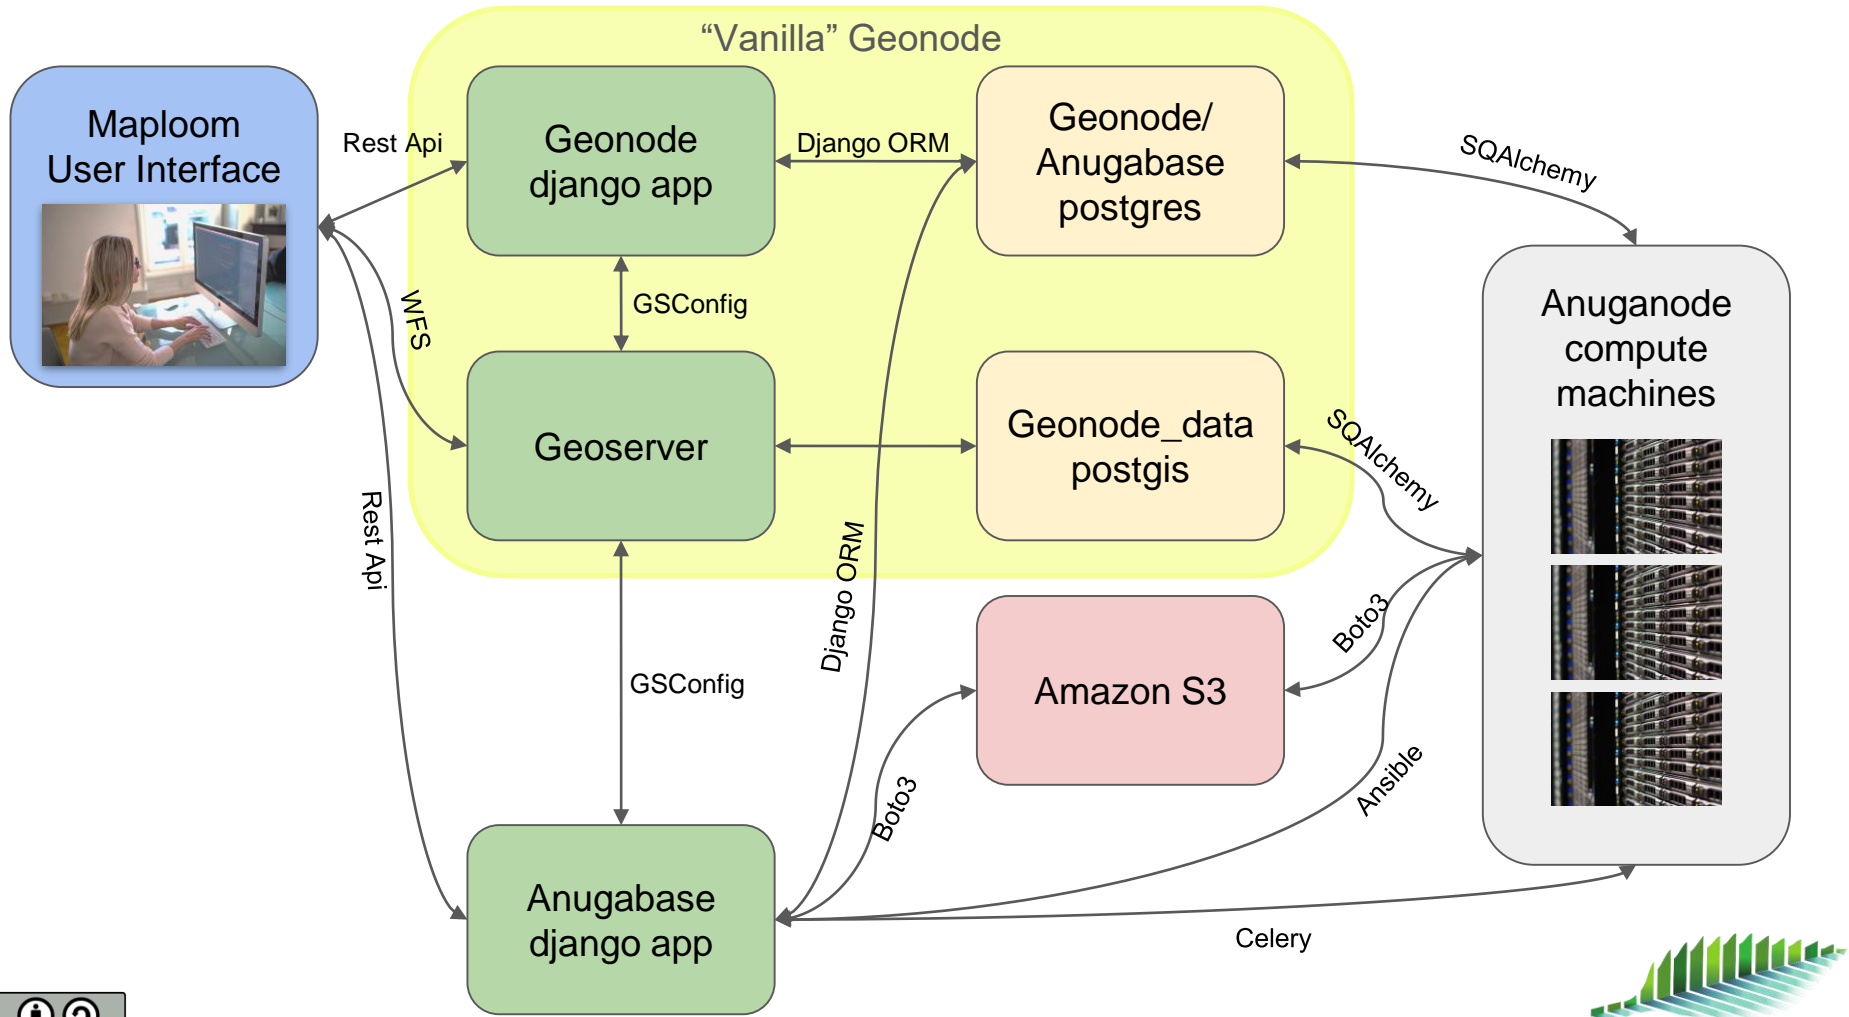 “Vanilla” Geonode
Maploom
User Interface
Rest Api
Geonode
django app
Django ORM
Geonode/
Anugabase
postgres
SQAlchemy
GSConfig
WFS
Geoserver
Geonode_data
postgis
SQAlchemy
Anuganode
compute
machines
Rest Api
Django ORM
GSConfig
Amazon S3
Boto3
Boto3
Ansible
Anugabase
django app
Celery